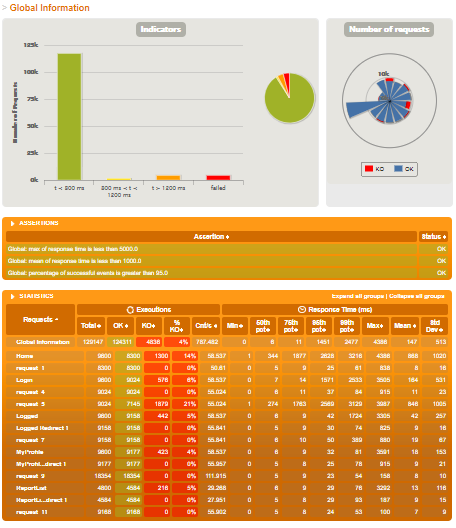 > Global Information
Indicators
Number of requests
125k
100k
75k
50k
25k
0k
Number of Requests
t < 800 ms
800 ms < t <
1200 ms
t > 1200 ms
failed
10k
KO OK
ASSERTIONS
Assertion Status
Global: max of response time is less than 5000.0 OK
Global: mean of response time is less than 1000.0 OK
Global: percentage of successful events is greater than 95.0 OK
STATISTICS Expand all groups | Collapse all groups
Requests Executions Response Time (ms)
Total OK KO % KO Cnt/s Min 50th pct 75th pct 95th pct 99th pct Max Mean Std Dev
Global Information 129147 124311 4836 4% 787.482 0 6 11 1451 2477 4388 147 513
Home 9600 8300 1300 14% 58.537 1 344 1877 2628 3216 4388 868 1020
request 1 8300 8300 0 0% 50.61 0 5 9 25 61 838 8 16
Login 9600 9024 576 6% 58.537 0 7 14 1571 2533 3505 184 531
request 4 9024 9024 0 0% 55.024 0 6 11 37 84 915 11 23
request 5 9024 7145 1879 21% 55.024 1 274 1763 2569 3129 3987 846 1005
Logged 9600 9158 442 5% 58.537 0 6 9 42 1724 3305 42 257
Logged Redirect 1 9158 9158 0 0% 55.841 0 5 9 30 74 825 9 16
request 7 9158 9158 0 0% 55.841 0 6 10 50 389 880 19 67
MyProfile 9600 9177 423 4% 58.537 0 6 9 32 81 3591 18 153
MyProfil...direct 1 9177 9177 0 0% 55.957 0 5 8 25 78 915 9 21
request 9 18354 18354 0 0% 111.915 0 5 9 23 54 158 8 10
ReportList 4800 4584 216 5% 29.268 0 6 9 29 76 3292 13 116
ReportL...direct 1 4584 4584 0 0% 27.951 0 5 8 29 93 187 9 15
request 11 9168 9168 0 0% 55.902 0 5 8 24 53 100 7 9